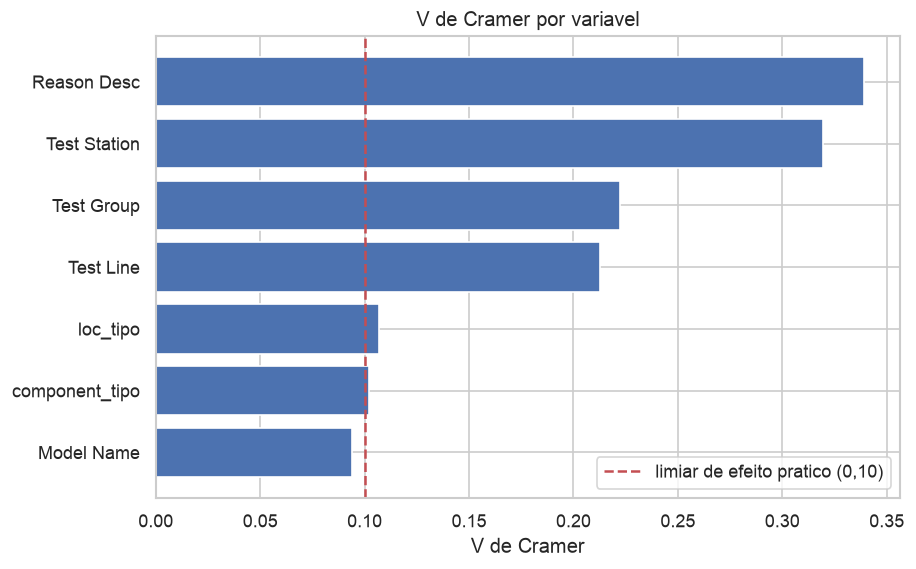 V de Cramer por variavel
Reason Desc
Test Station
Test Group
Test Line
loc_tipo
component_tipo
Model Name
limiar de efeito pratico (0,10)
0.00 0.05 0.10 0.15 0.20 0.25 0.30 0.35
V de Cramer